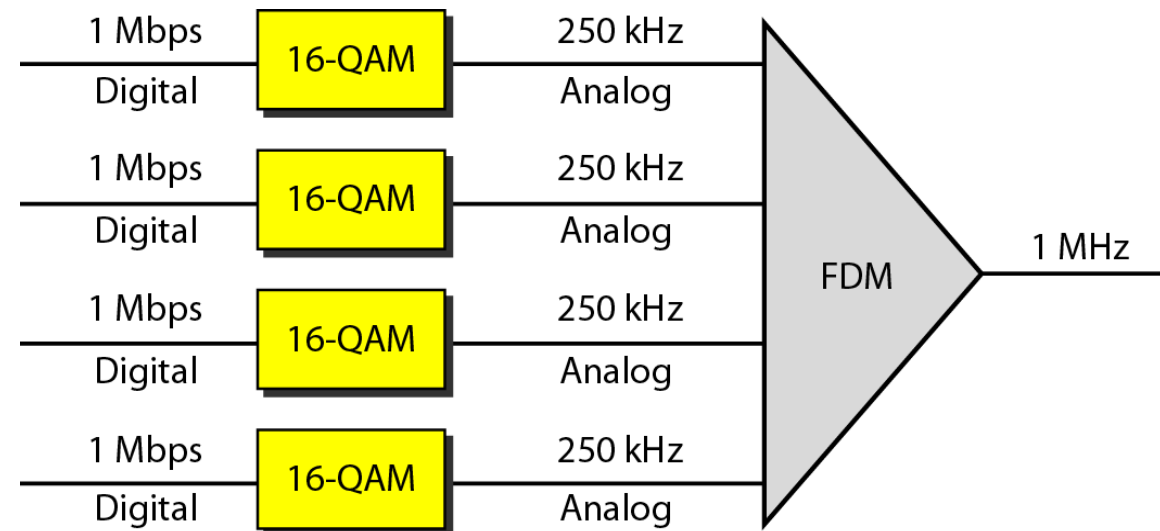 1 Mbps
Digital
16-QAM
250 kHz
Analog
1 Mbps
Digital
16-QAM
250 kHz
Analog
1 Mbps
Digital
16-QAM
250 kHz
Analog
1 Mbps
Digital
16-QAM
250 kHz
Analog
FDM
1 MHz